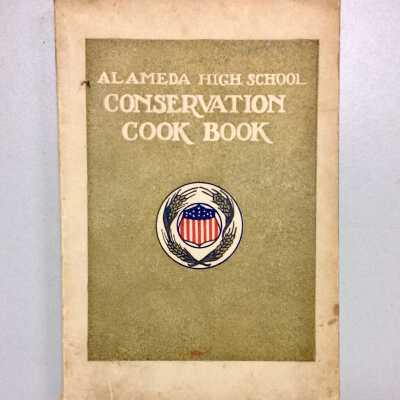 ALAMEDA HIGH SCHOOL
CONSERVATION
COOK BOOK